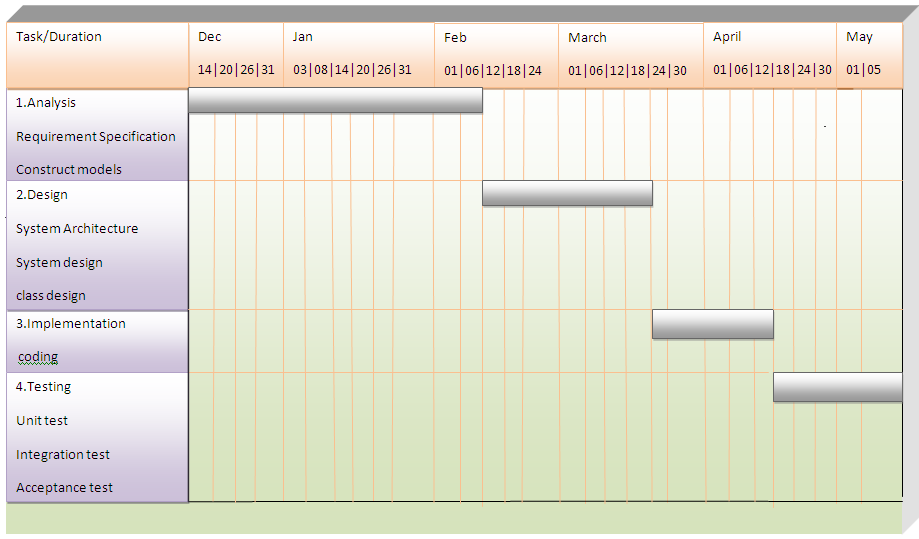 Task/Duration Dec Jan Feb March April May
14|20|26|31 03|08|14|20|26|31 01|06|12|18|24 01|06|12|18|24|30 01|06|12|18|24|30 01|05
1.Analysis
Requirement Specification
Construct models
2.Design
System Architecture
System design
class design
3.Implementation
coding
4.Testing
Unit test
Integration test
Acceptance test